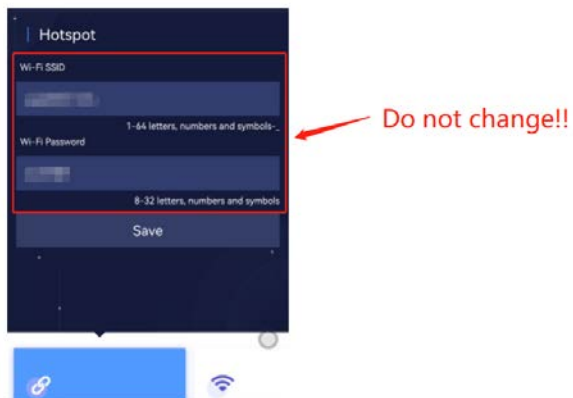 Hotspot
Wi-Fi SSID
1-64 letters, numbers and symbols-_
Do not change!!
Wi-Fi Password
8-32 letters, numbers and symbols
Save